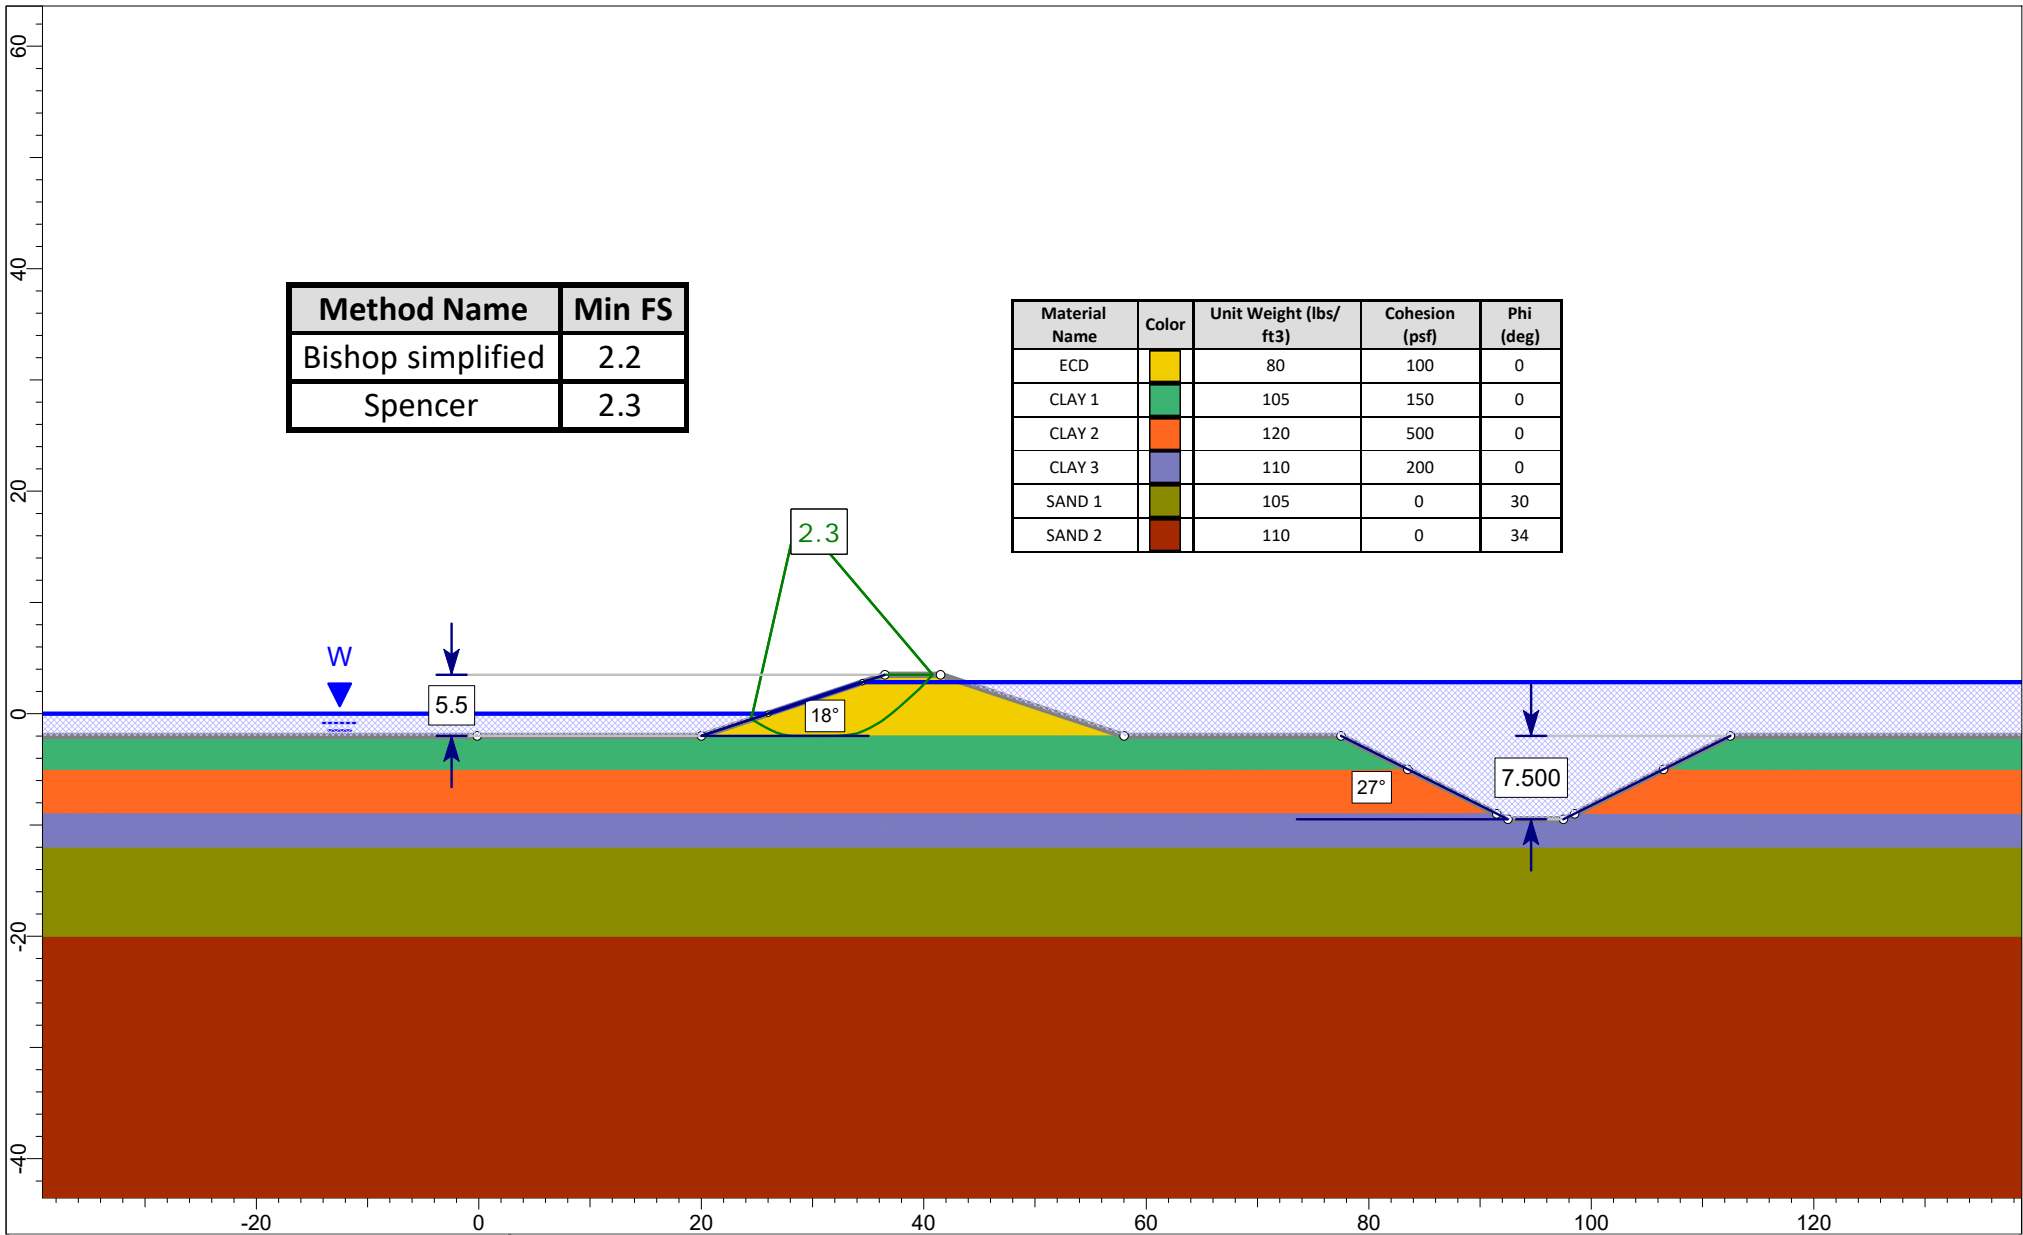 60
40
20
0
-20
-40
Method Name Min FS
Bishop simplified 2.2
Spencer 2.3
Material Name Color Unit Weight (lbs/ft3) Cohesion (psf) Phi (deg)
ECD 80 100 0
CLAY 1 105 150 0
CLAY 2 120 500 0
CLAY 3 110 200 0
SAND 1 105 0 30
SAND 2 110 0 34
2.3
W
5.5
18°
27°
7.500
-20 0 20 40 60 80 100 120